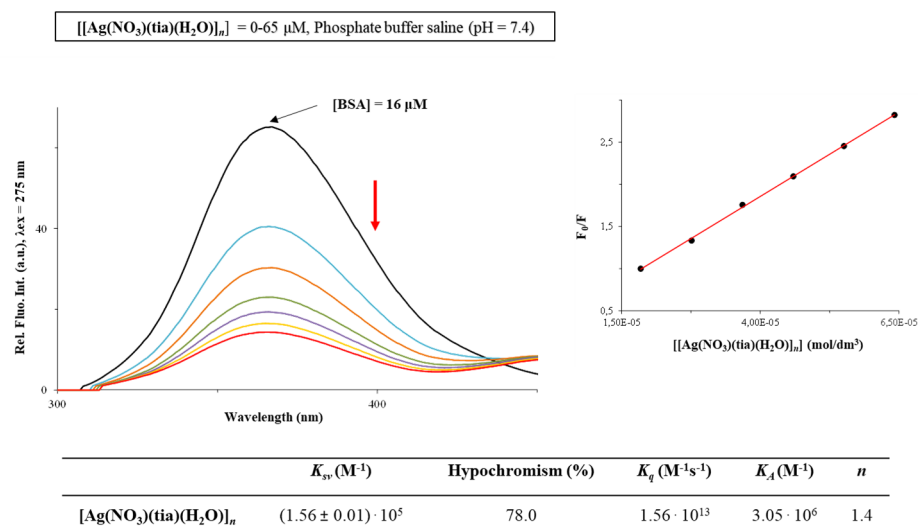 [[Ag(NO₃)(tia)(H₂O)]ₙ] = 0-65 μM, Phosphate buffer saline (pH = 7.4)
[BSA] = 16 μM
Rel. Fluo. Int. (a.u.), λex = 275 nm
40
0
300
400
Wavelength (nm)
F₀/F
2,5
1,5
0,5
1,50E-05
4,00E-05
6,50E-05
[[Ag(NO₃)(tia)(H₂O)]ₙ] (mol/dm³)
Kₛᵥ (M⁻¹) Hypochromism (%) K_q (M⁻¹s⁻¹) K_A (M⁻¹) n
[Ag(NO₃)(tia)(H₂O)]ₙ (1.56 ± 0.01) · 10⁵ 78.0 1.56 · 10¹³ 3.05 · 10⁶ 1.4